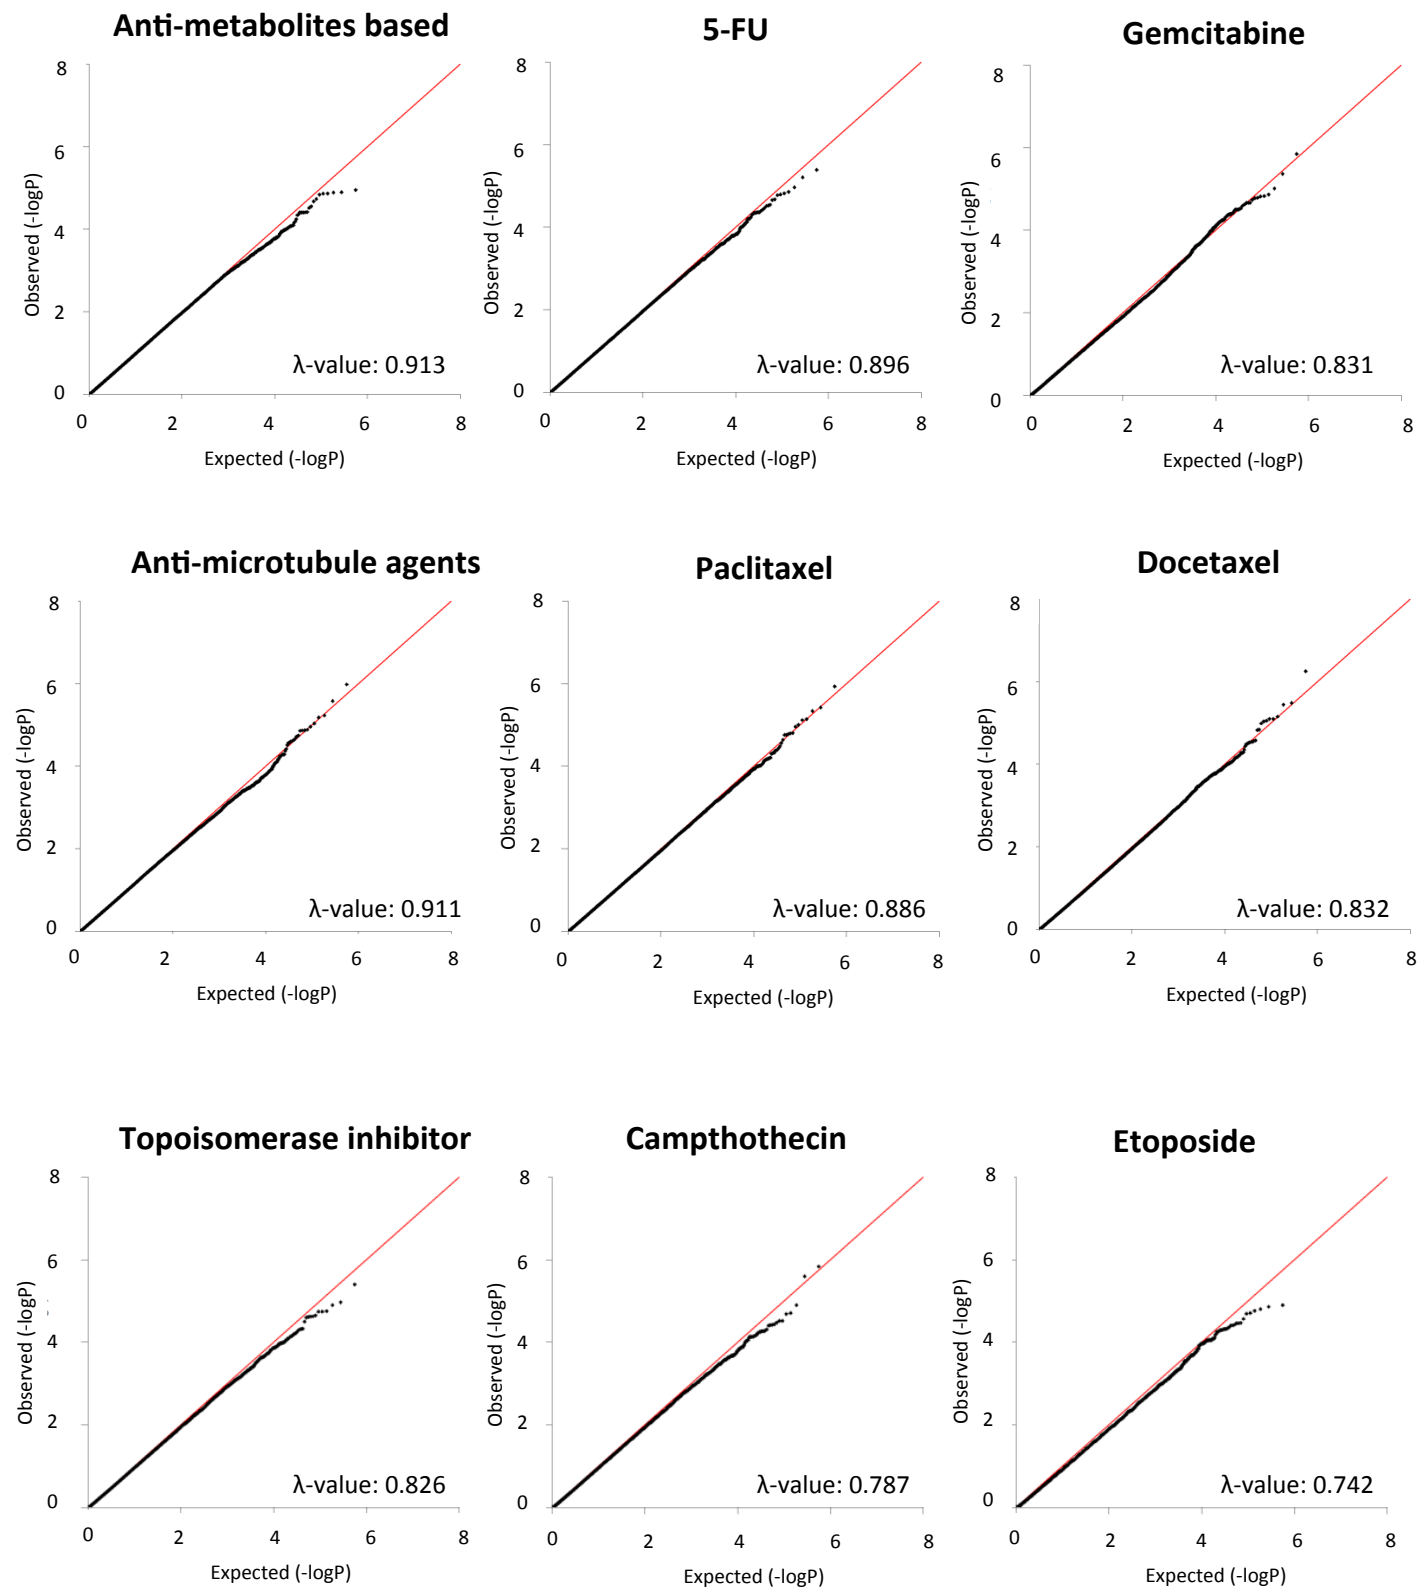 Anti-metabolites based
8
6
4
2
0
Observed (-logP)
λ-value: 0.913
0 2 4 6 8
Expected (-logP)
5-FU
8
6
4
2
0
Observed (-logP)
λ-value: 0.896
0 2 4 6 8
Expected (-logP)
Gemcitabine
8
6
4
2
0
Observed (-logP)
λ-value: 0.831
0 2 4 6 8
Expected (-logP)
Anti-microtubule agents
8
6
4
2
0
Observed (-logP)
λ-value: 0.911
0 2 4 6 8
Expected (-logP)
Paclitaxel
8
6
4
2
0
Observed (-logP)
λ-value: 0.886
0 2 4 6 8
Expected (-logP)
Docetaxel
8
6
4
2
0
Observed (-logP)
λ-value: 0.832
0 2 4 6 8
Expected (-logP)
Topoisomerase inhibitor
8
6
4
2
0
Observed (-logP)
λ-value: 0.826
0 2 4 6 8
Expected (-logP)
Campthothecin
8
6
4
2
0
Observed (-logP)
λ-value: 0.787
0 2 4 6 8
Expected (-logP)
Etoposide
8
6
4
2
0
Observed (-logP)
λ-value: 0.742
0 2 4 6 8
Expected (-logP)